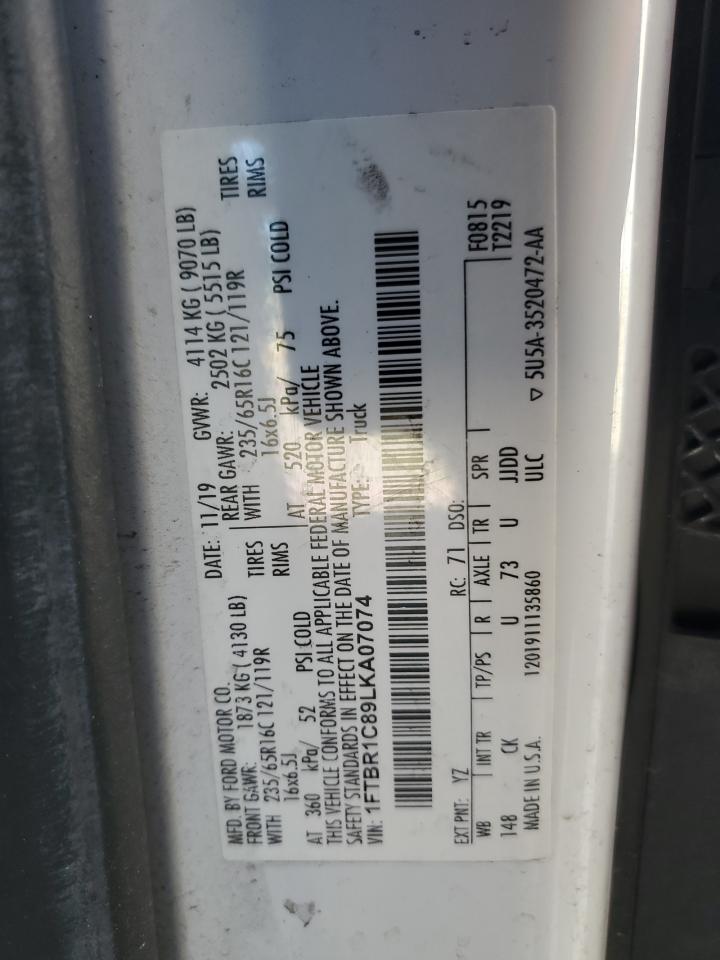 MFD. BY FORD MOTOR CO. DATE: 11/19 GVWR: 4114 KG ( 9070 LB)
FRONT GAWR: 1873 KG ( 4130 LB) REAR GAWR: 2502 KG ( 5515 LB)
WITH 235/65R16C 121/119R TIRES WITH 235/65R16C 121/119R TIRES
16x6.5J RIMS 16x6.5J RIMS
AT 360 kPa/ 52 PSI COLD AT 520 kPa/ 75 PSI COLD
THIS VEHICLE CONFORMS TO ALL APPLICABLE FEDERAL MOTOR VEHICLE
SAFETY STANDARDS IN EFFECT ON THE DATE OF MANUFACTURE SHOWN ABOVE.
VIN: 1FTBR1C89LKA07074 TYPE: Truck
EXT PNT: YZ RC: 71 DSO:
WB INT TR TP/PS R AXLE TR SPR F0815
148 CK U 73 U JJDD T2219
MADE IN U.S.A. 1201911135860 ULC ▽ 5U5A-3520472-AA